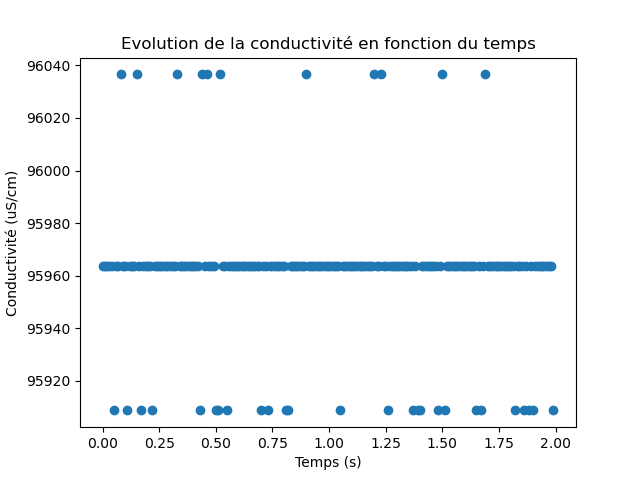 Evolution de la conductivité en fonction du temps
96040
96020
96000
95980
95960
95940
95920
Conductivité (uS/cm)
0.00 0.25 0.50 0.75 1.00 1.25 1.50 1.75 2.00
Temps (s)